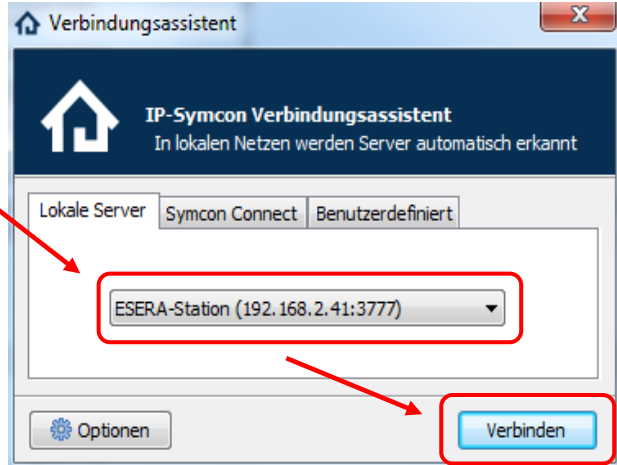 Verbindungsassistent
IP-Symcon Verbindungsassistent
In lokalen Netzen werden Server automatisch erkannt
Lokale Server Symcon Connect Benutzerdefiniert
ESERA-Station (192.168.2.41:3777)
Optionen Verbinden